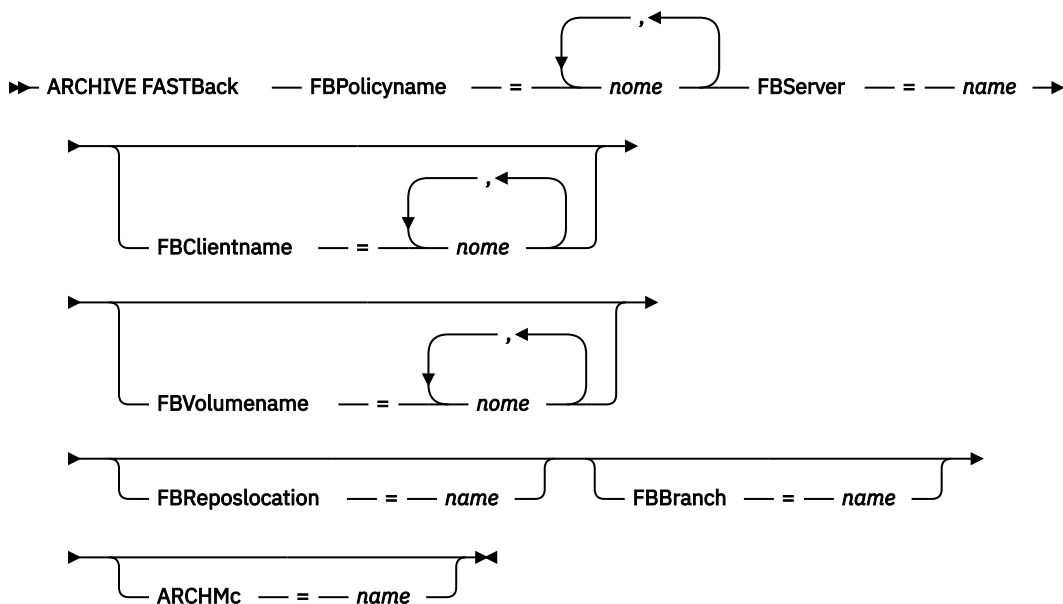 ,
ARCHIVE FASTBack FBPolicyname = nome FBServer = name
,
FBClientname = nome
,
FBVolumename = nome
FBReposlocation = name FBBranch = name
ARCHMc = name